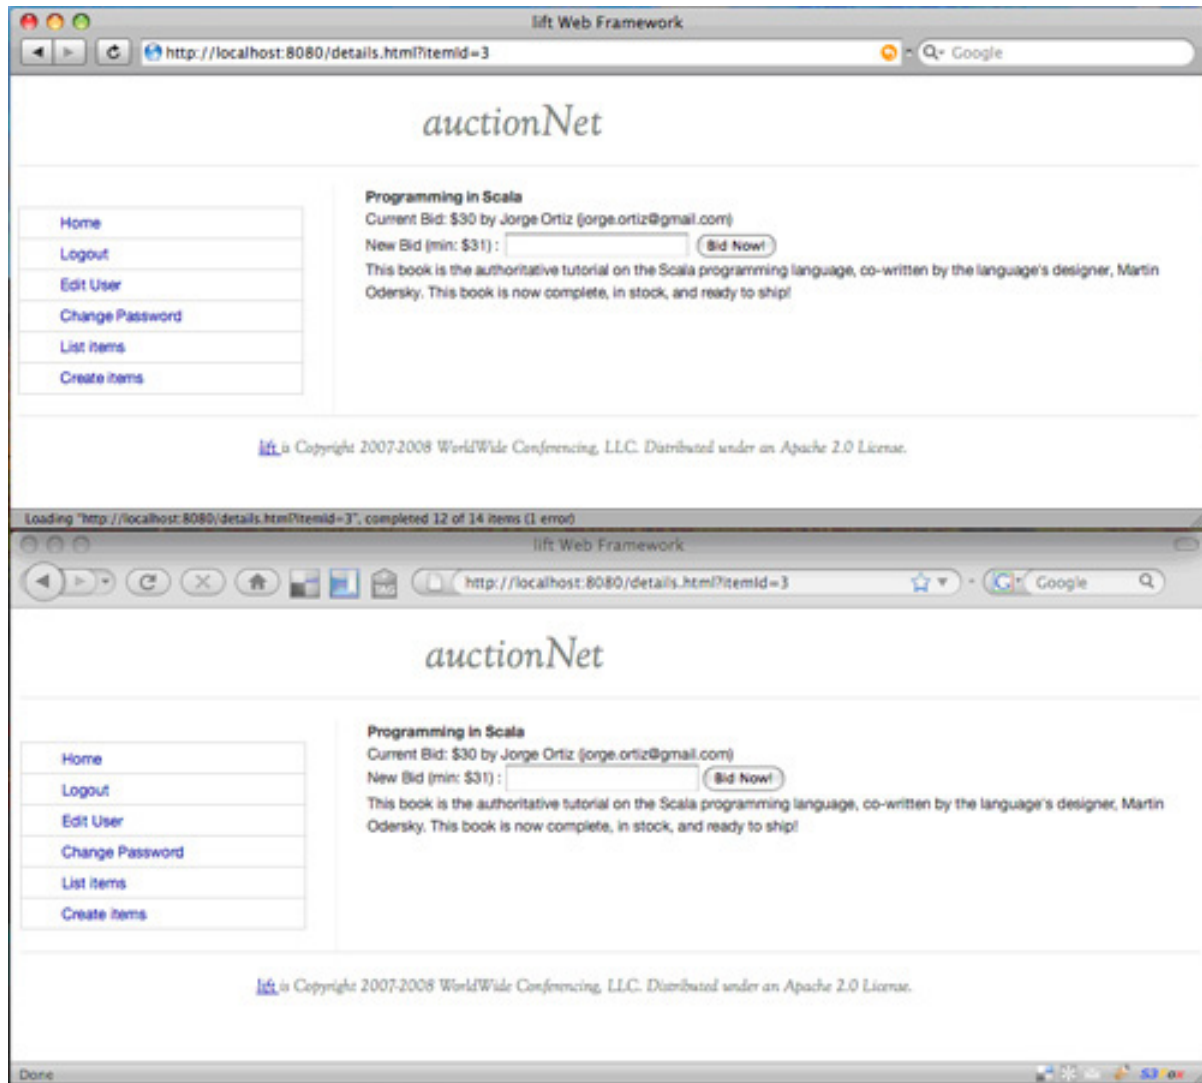 lift Web Framework
http://localhost:8080/details.html?itemId=3
Google
auctionNet
Home
Logout
Edit User
Change Password
List items
Create items
Programming in Scala
Current Bid: $30 by Jorge Ortiz (jorge.ortiz@gmail.com)
New Bid (min: $31) : Bid Now!
This book is the authoritative tutorial on the Scala programming language, co-written by the language's designer, Martin
Odersky. This book is now complete, in stock, and ready to ship!
lift is Copyright 2007-2008 WorldWide Conferencing, LLC. Distributed under an Apache 2.0 License.
Loading "http://localhost:8080/details.html?itemId=3", completed 12 of 14 items (1 error)
lift Web Framework
http://localhost:8080/details.html?itemId=3
G Google
auctionNet
Home
Logout
Edit User
Change Password
List items
Create items
Programming in Scala
Current Bid: $30 by Jorge Ortiz (jorge.ortiz@gmail.com)
New Bid (min: $31) : Bid Now!
This book is the authoritative tutorial on the Scala programming language, co-written by the language's designer, Martin
Odersky. This book is now complete, in stock, and ready to ship!
lift is Copyright 2007-2008 WorldWide Conferencing, LLC. Distributed under an Apache 2.0 License.
Done